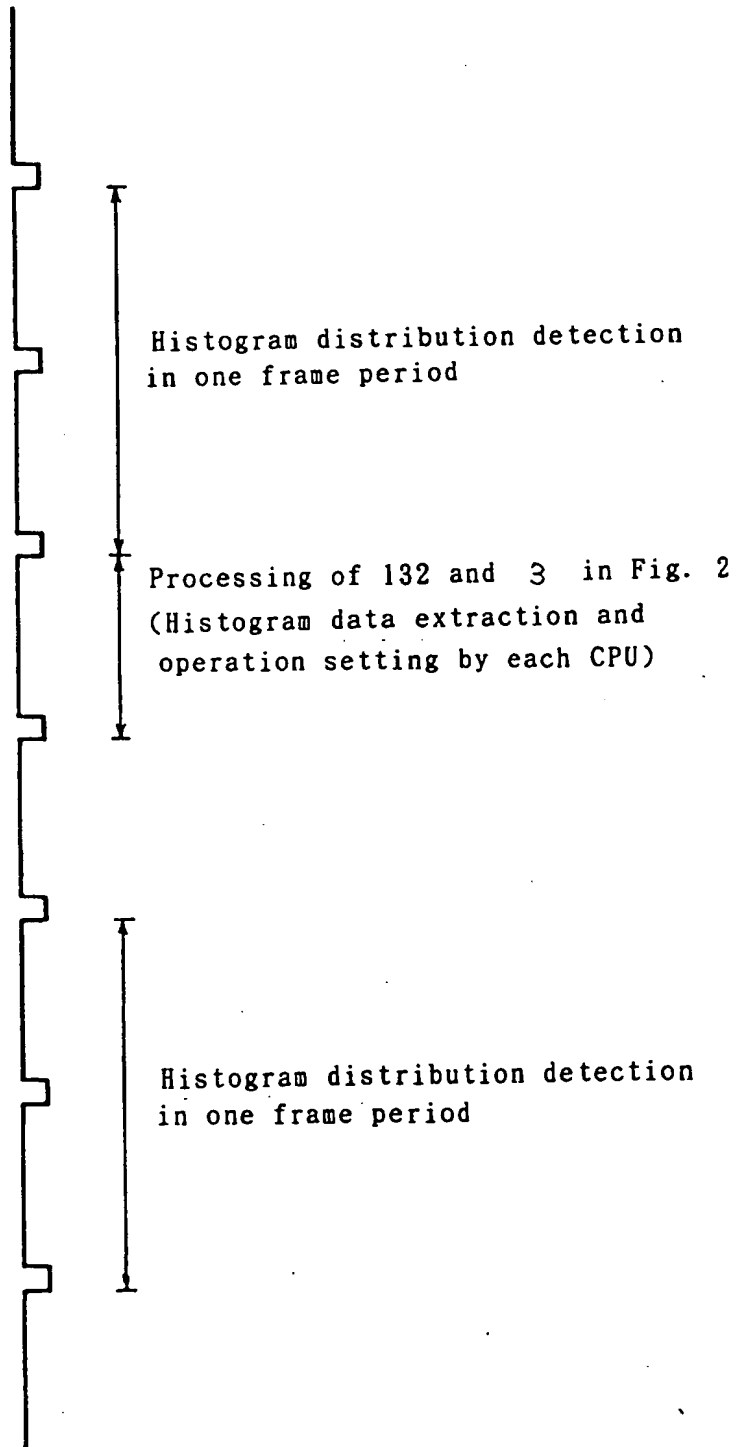 Histogram distribution detection
in one frame period
Processing of 132 and 3 in Fig. 2
(Histogram data extraction and
operation setting by each CPU)
Histogram distribution detection
in one frame period